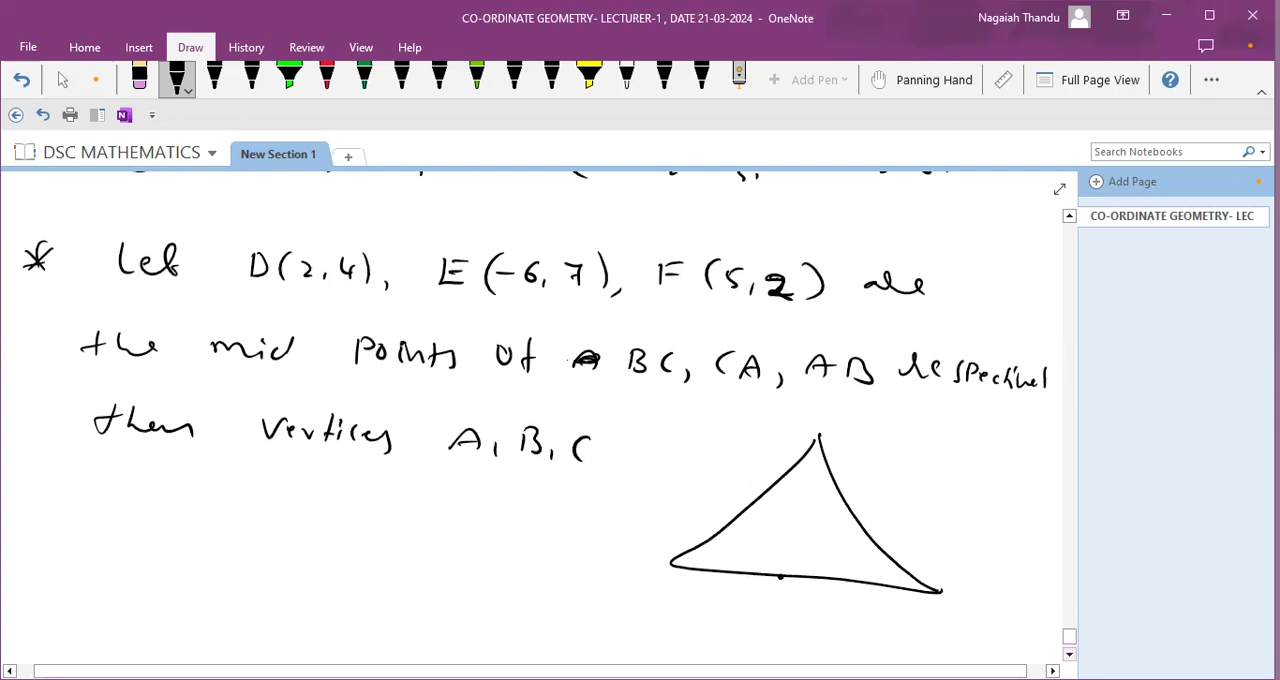 CO-ORDINATE GEOMETRY- LECTURER-1 , DATE 21-03-2024 - OneNote
Nagaiah Thandu
File Home Insert Draw History Review View Help
Add Pen Panning Hand Full Page View
DSC MATHEMATICS New Section 1
Search Notebooks
Add Page
CO-ORDINATE GEOMETRY- LEC
* Let D(2,4), E(-6,7), F(5,2) are
the mid points of BC, CA, AB respectivel
then vertices A, B, C